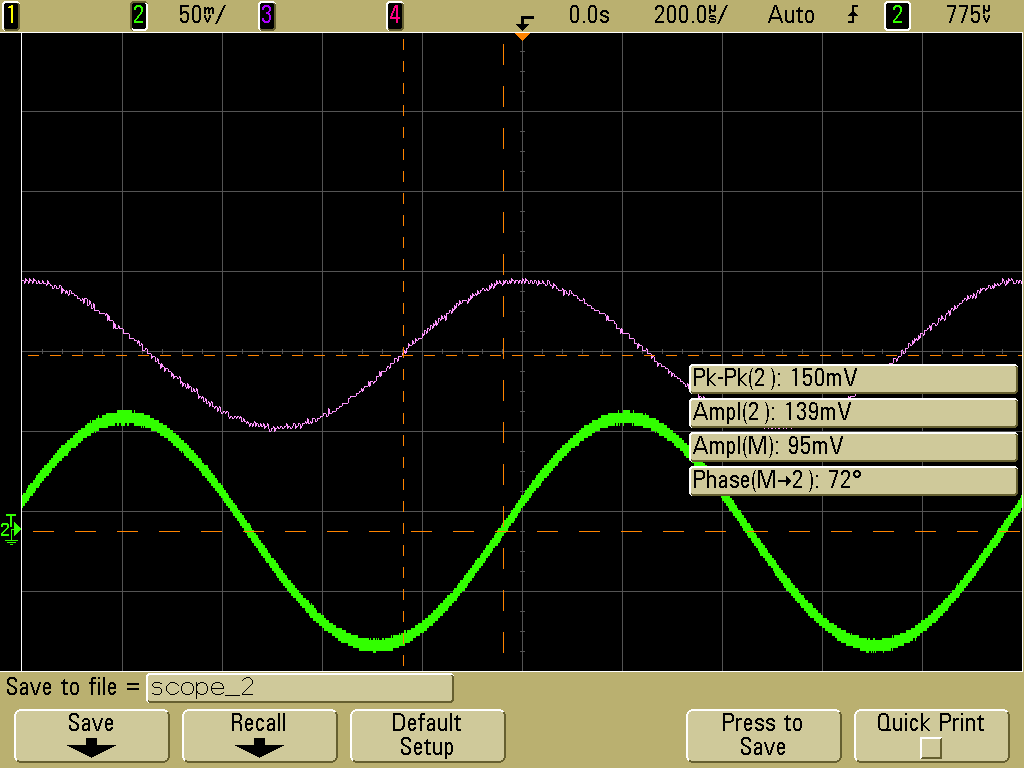 1 2 50mV/ 3 4 0.0s 200.0µs/ Auto 2 775µV
Pk-Pk(2): 150mV
Ampl(2): 139mV
Ampl(M): 95mV
Phase(M→2): 72°
T
2
Save to file = scope_2
Save
Recall
Default
Setup
Press to
Save
Quick Print